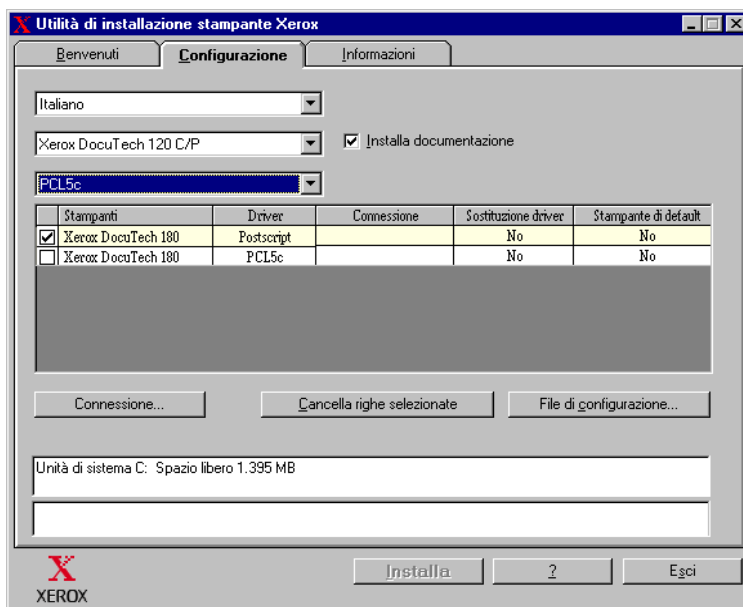 Utilità di installazione stampante Xerox
Benvenuti Configurazione Informazioni
Italiano
Xerox DocuTech 120 C/P Installa documentazione
PCL5c
Stampanti Driver Connessione Sostituzione driver Stampante di default
Xerox DocuTech 180 Postscript No No
Xerox DocuTech 180 PCL5c No No
Connessione... Cancella righe selezionate File di configurazione...
Unità di sistema C: Spazio libero 1.395 MB
Installa ? Esci
XEROX